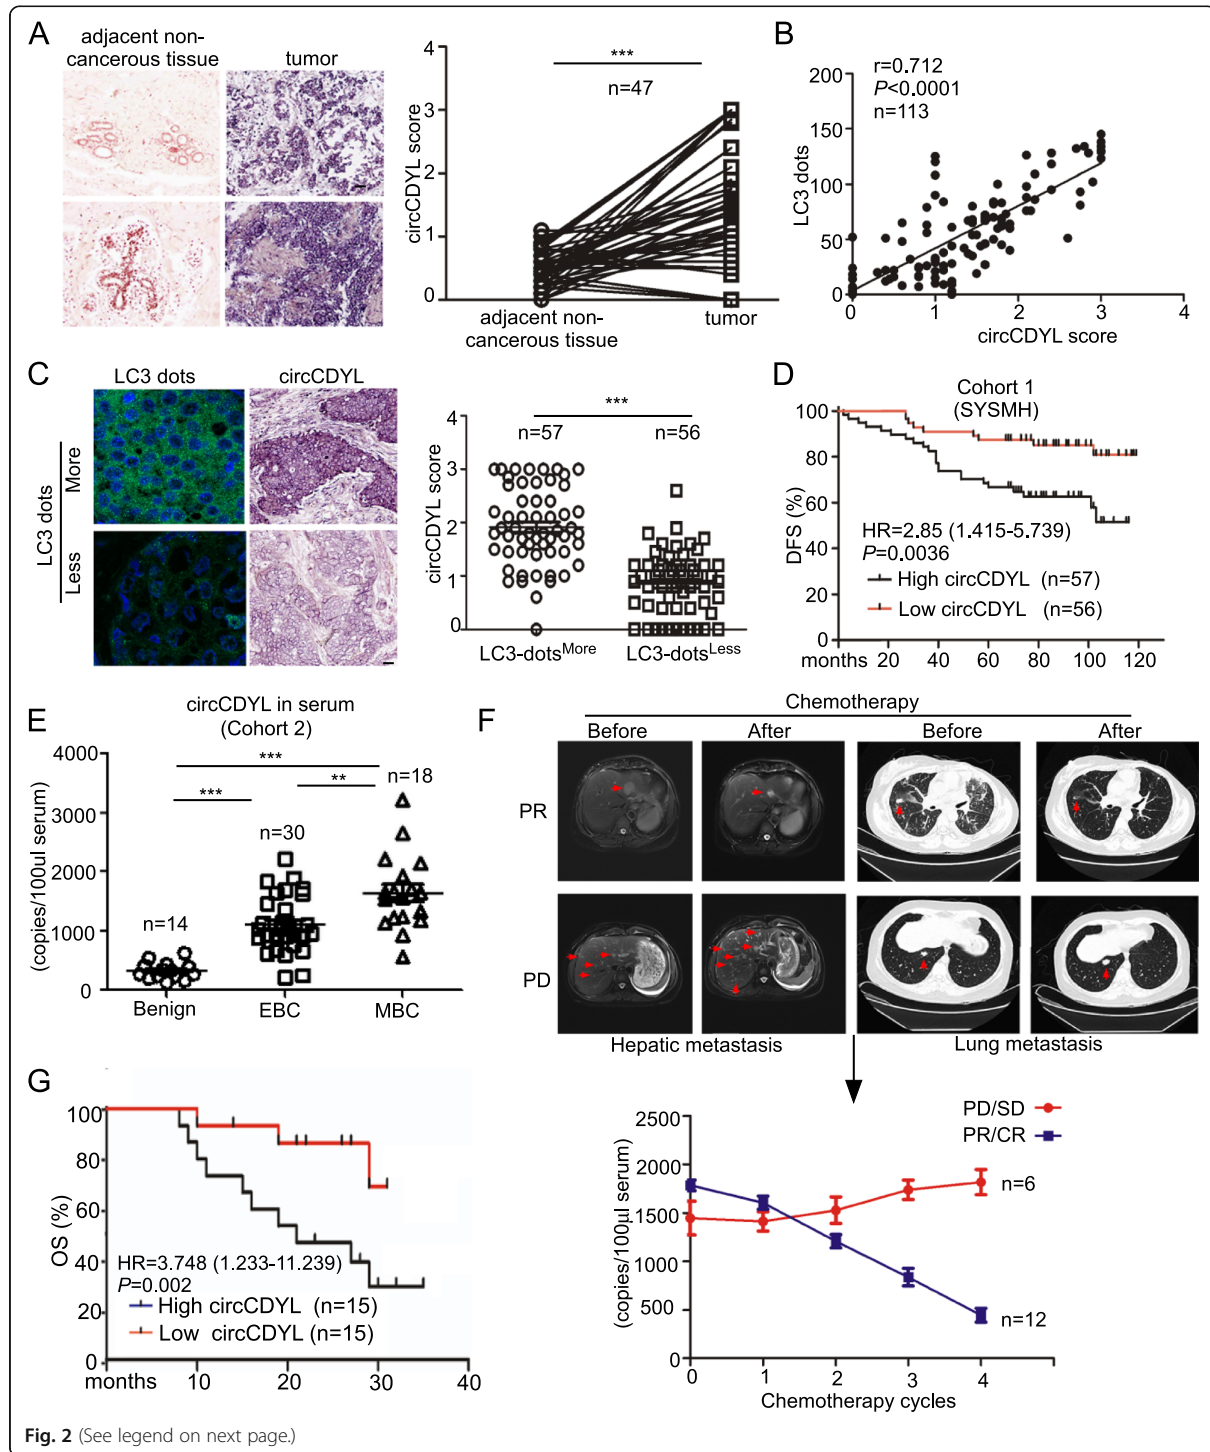 A
adjacent non-
cancerous tissue
tumor
circCDYL score
4
3
2
1
0
***
n=47
adjacent non-
cancerous tissue
tumor
B
r=0.712
P<0.0001
n=113
LC3 dots
200
150
100
50
0
0
1
2
3
4
circCDYL score
C
LC3 dots
circCDYL
LC3 dots
More
Less
circCDYL score
4
3
2
1
0
***
n=57
n=56
LC3-dotsMore
LC3-dotsLess
D
Cohort 1
(SYSMH)
DFS (%)
100
80
60
40
20
0
HR=2.85 (1.415-5.739)
P=0.0036
High circCDYL (n=57)
Low circCDYL (n=56)
months 20 40 60 80 100 120
E
circCDYL in serum
(Cohort 2)
(copies/100ul serum)
4000
3000
2000
1000
0
***
***
**
n=14
n=30
n=18
Benign
EBC
MBC
F
Chemotherapy
Before
After
Before
After
PR
PD
Hepatic metastasis
Lung metastasis
PD/SD
PR/CR
(copies/100µl serum)
2500
2000
1500
1000
500
0
n=6
n=12
0
1
2
3
4
Chemotherapy cycles
G
OS (%)
100
80
60
40
20
0
HR=3.748 (1.233-11.239)
P=0.002
High circCDYL (n=15)
Low circCDYL (n=15)
months 10 20 30 40
Fig. 2 (See legend on next page.)